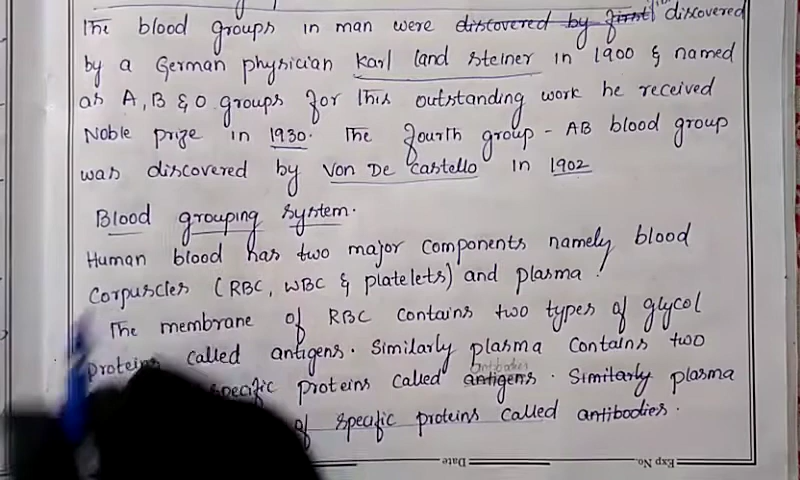 The blood groups in man were discovered by first discovered
by a German physician Karl land steiner in 1900 & named
as A, B & O groups for this outstanding work he received
Noble prize in 1930. The fourth group - AB blood group
was discovered by Von De Castello in 1902
Blood grouping system.
Human blood has two major components namely blood
Corpuscles (RBC, WBC & platelets) and plasma.
The membrane of RBC contains two types of glycol
proteins called antigens. Similarly plasma contains two
antibodies
specific proteins called antigens. Similarly plasma
of specific proteins called antibodies.
Date
Exp No.